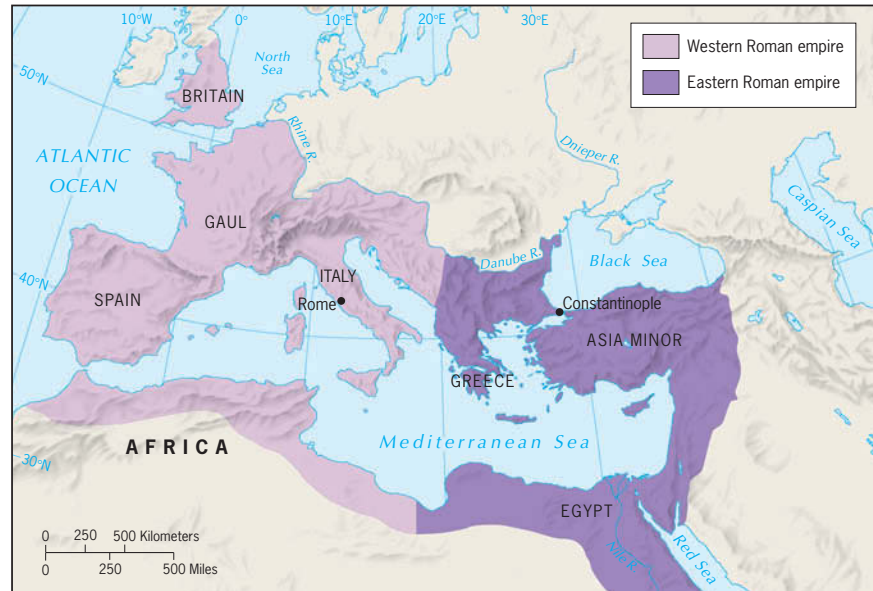 10°W
0°
10°E
20°E
30°E
Western Roman empire
Eastern Roman empire
50°N
North
Sea
BRITAIN
Rhine R.
Dnieper R.
ATLANTIC
OCEAN
Caspian Sea
GAUL
40°N
Danube R.
Black Sea
ITALY
SPAIN
Rome
Constantinople
ASIA MINOR
GREECE
AFRICA
Mediterranean Sea
30°N
EGYPT
Nile R.
Red Sea
0 250 500 Kilometers
0 250 500 Miles